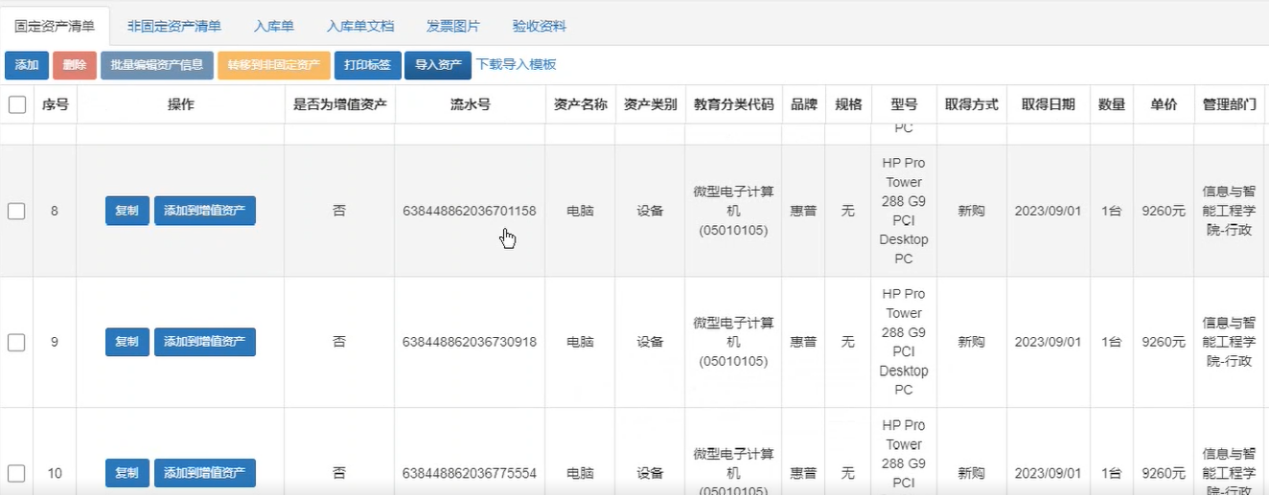 固定资产清单 非固定资产清单 入库单 入库单文档 发票图片 验收资料
添加 删除 批量编辑资产信息 转移到非固定资产 打印标签 导入资产 下载导入模板
序号 操作 是否为增值资产 流水号 资产名称 资产类别 教育分类代码 品牌 规格 型号 取得方式 取得日期 数量 单价 管理部门
PC
8 复制 添加到增值资产 否 638448862036701158 电脑 设备 微型电子计算机(05010105) 惠普 无 HP Pro Tower 288 G9 PCI Desktop PC 新购 2023/09/01 1台 9260元 信息与智能工程学院-行政
9 复制 添加到增值资产 否 638448862036730918 电脑 设备 微型电子计算机(05010105) 惠普 无 HP Pro Tower 288 G9 PCI Desktop PC 新购 2023/09/01 1台 9260元 信息与智能工程学院-行政
10 复制 添加到增值资产 否 638448862036775554 电脑 设备 微型电子计算机(05010105) 惠普 无 HP Pro Tower 288 G9 PCI 新购 2023/09/01 1台 9260元 信息与智能工程学院-行政